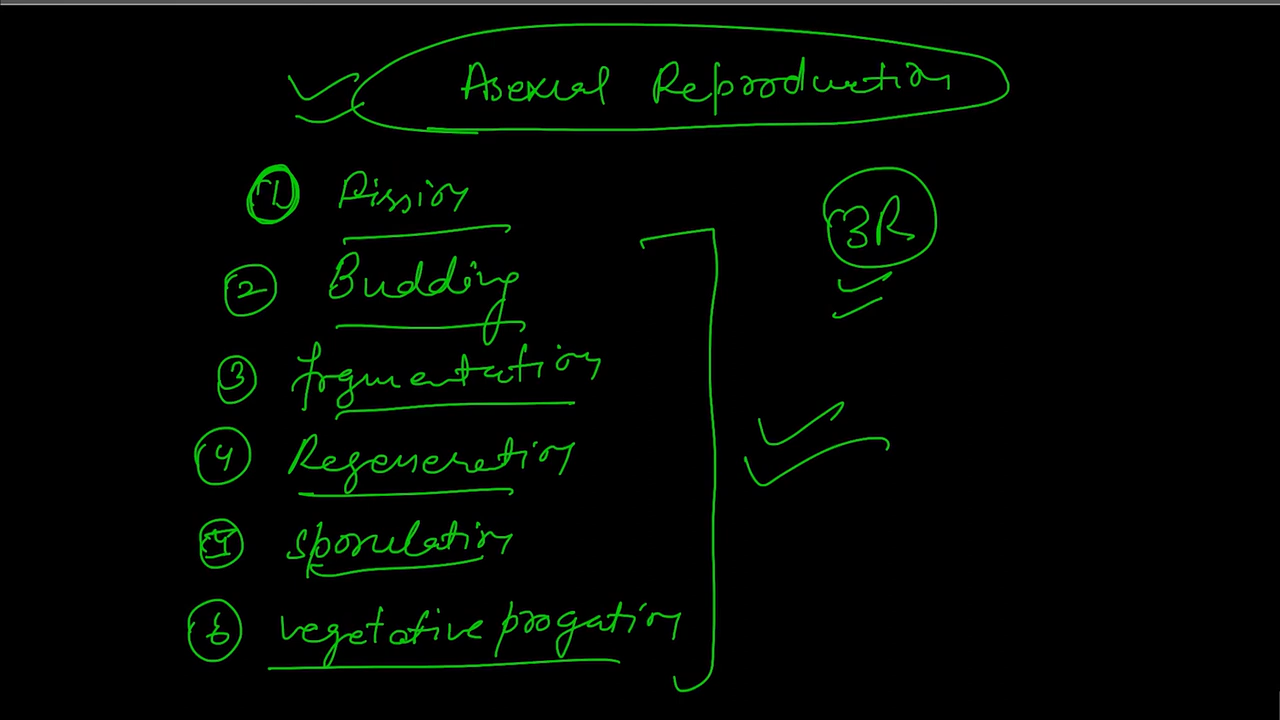 Asexual Reproduction
1 Fission
3R
2 Budding
3 fragmentation
4 Regeneration
5 sporulation
6 vegetative progation